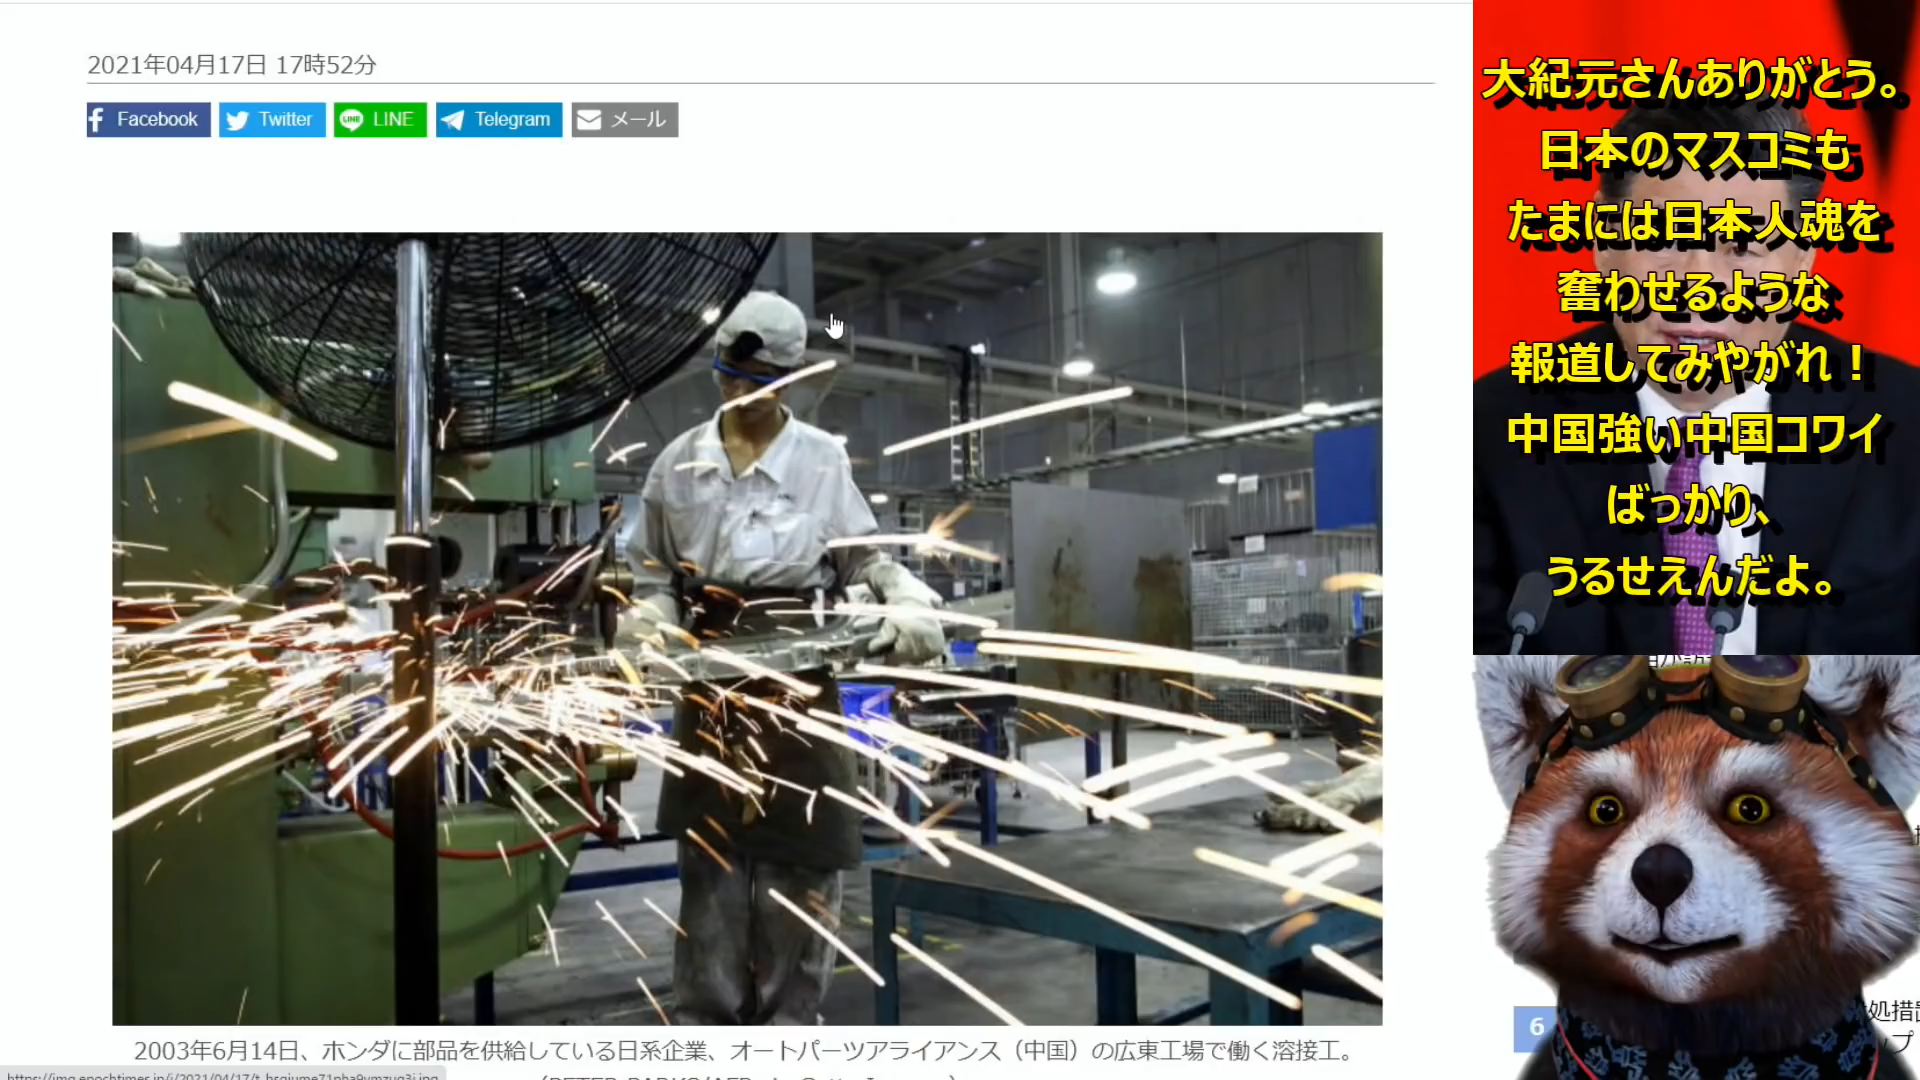 2021年04月17日 17時52分
Facebook
Twitter
LINE
Telegram
メール
大紀元さんありがとう。
日本のマスコミも
たまには日本人魂を
奮わせるような
報道してみやがれ！
中国強い中国コワイ
ばっかり、
うるせえんだよ。
6
処措置
ップ
2003年6月14日、ホンダに部品を供給している日系企業、オートパーツアライアンス（中国）の広東工場で働く溶接工。